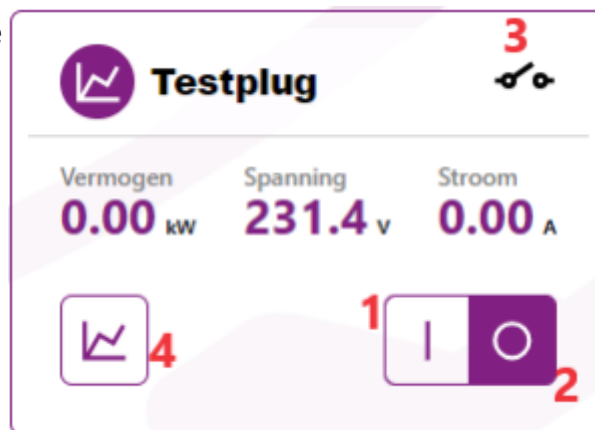 e
3
Testplug
Vermogen Spanning Stroom
0.00 kW 231.4 V 0.00 A
1
4
2